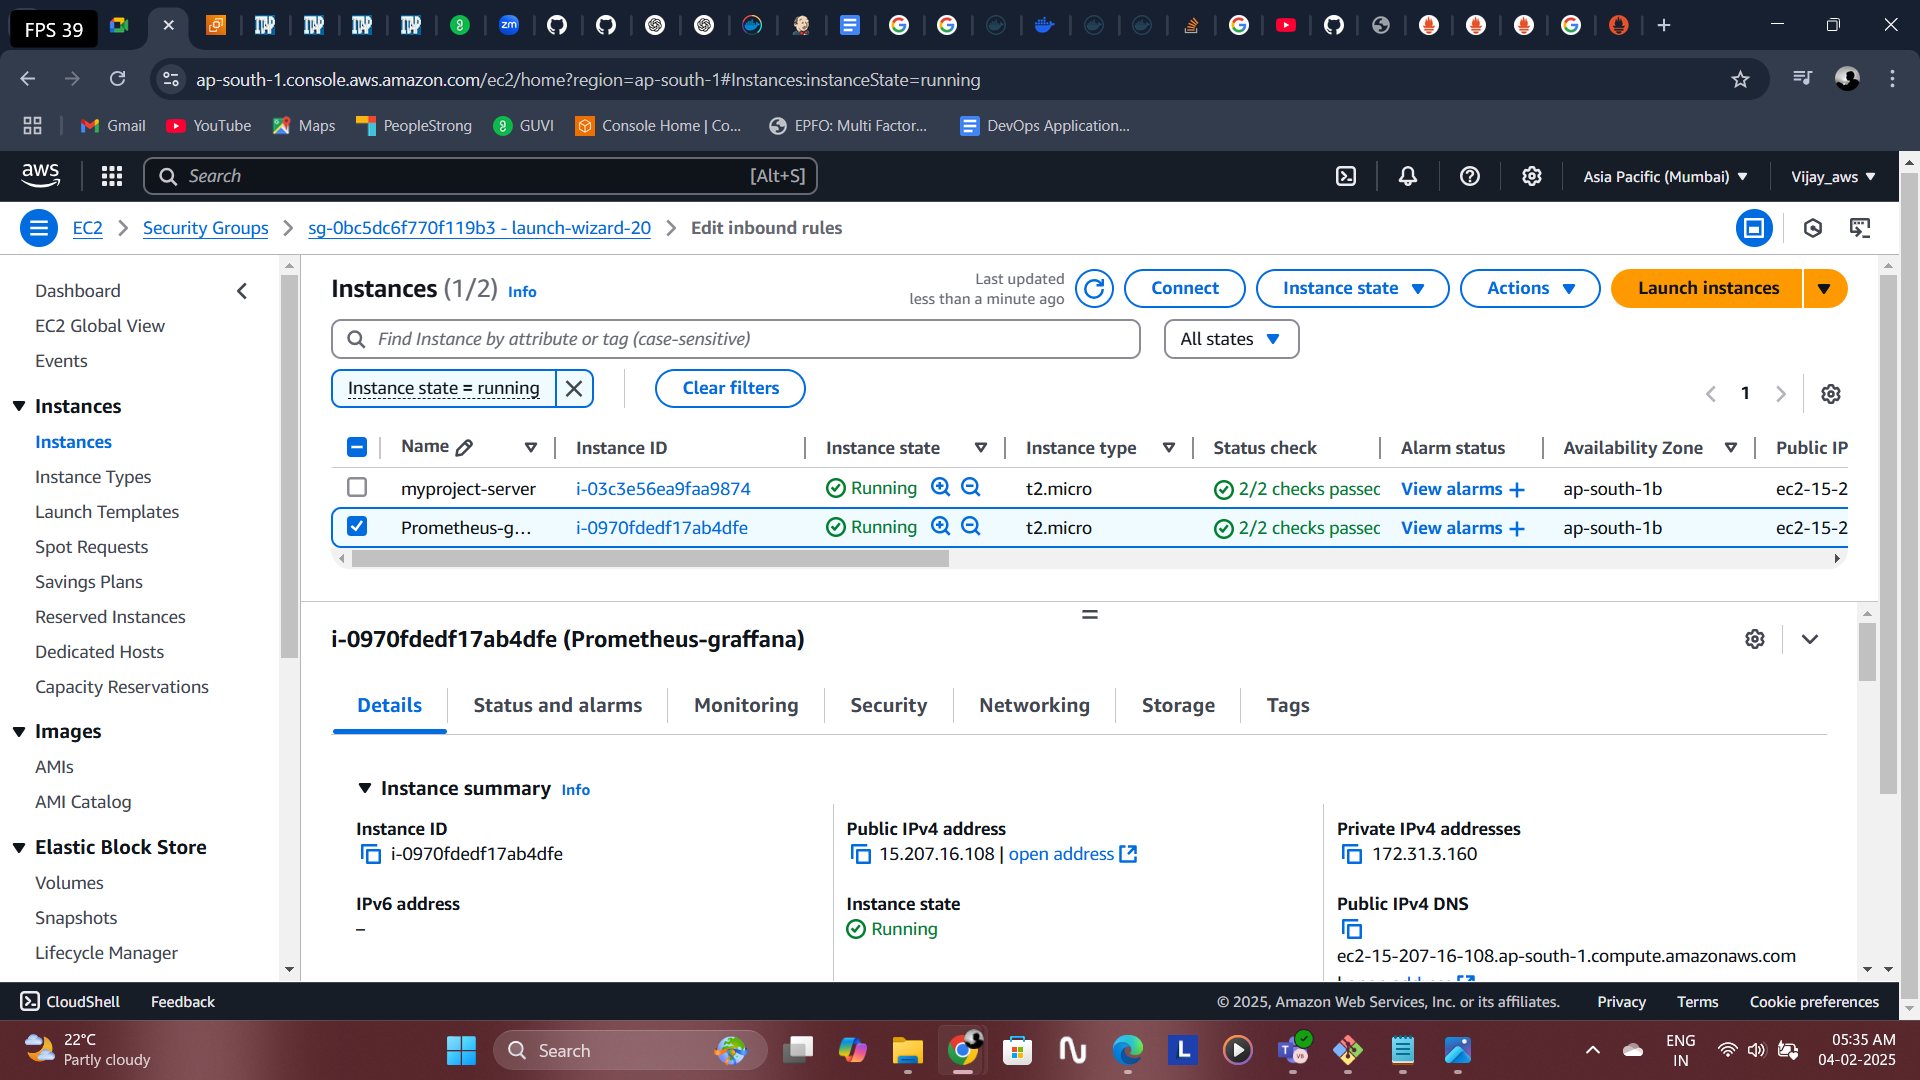 FPS 39
ap-south-1.console.aws.amazon.com/ec2/home?region=ap-south-1#Instances:instanceState=running
Gmail YouTube Maps PeopleStrong GUVI Console Home | Co... EPFO: Multi Factor... DevOps Application...
aws Search [Alt+S] Asia Pacific (Mumbai) Vijay_aws
EC2 Security Groups sg-0bc5dc6f770f119b3 - launch-wizard-20 Edit inbound rules
Dashboard
EC2 Global View
Events
Instances
Instances
Instance Types
Launch Templates
Spot Requests
Savings Plans
Reserved Instances
Dedicated Hosts
Capacity Reservations
Images
AMIs
AMI Catalog
Elastic Block Store
Volumes
Snapshots
Lifecycle Manager
Instances (1/2) Info
Last updated
less than a minute ago
Connect Instance state Actions Launch instances
Find Instance by attribute or tag (case-sensitive) All states
Instance state = running Clear filters 1
Name Instance ID Instance state Instance type Status check Alarm status Availability Zone Public IP
myproject-server i-03c3e56ea9faa9874 Running t2.micro 2/2 checks passed View alarms + ap-south-1b ec2-15-2
Prometheus-g... i-0970fdedf17ab4dfe Running t2.micro 2/2 checks passed View alarms + ap-south-1b ec2-15-2
i-0970fdedf17ab4dfe (Prometheus-graffana)
Details Status and alarms Monitoring Security Networking Storage Tags
Instance summary Info
Instance ID
i-0970fdedf17ab4dfe
IPv6 address
–
Public IPv4 address
15.207.16.108 | open address
Instance state
Running
Private IPv4 addresses
172.31.3.160
Public IPv4 DNS
ec2-15-207-16-108.ap-south-1.compute.amazonaws.com
CloudShell Feedback © 2025, Amazon Web Services, Inc. or its affiliates. Privacy Terms Cookie preferences
22°C
Partly cloudy
Search
ENG
IN
05:35 AM
04-02-2025